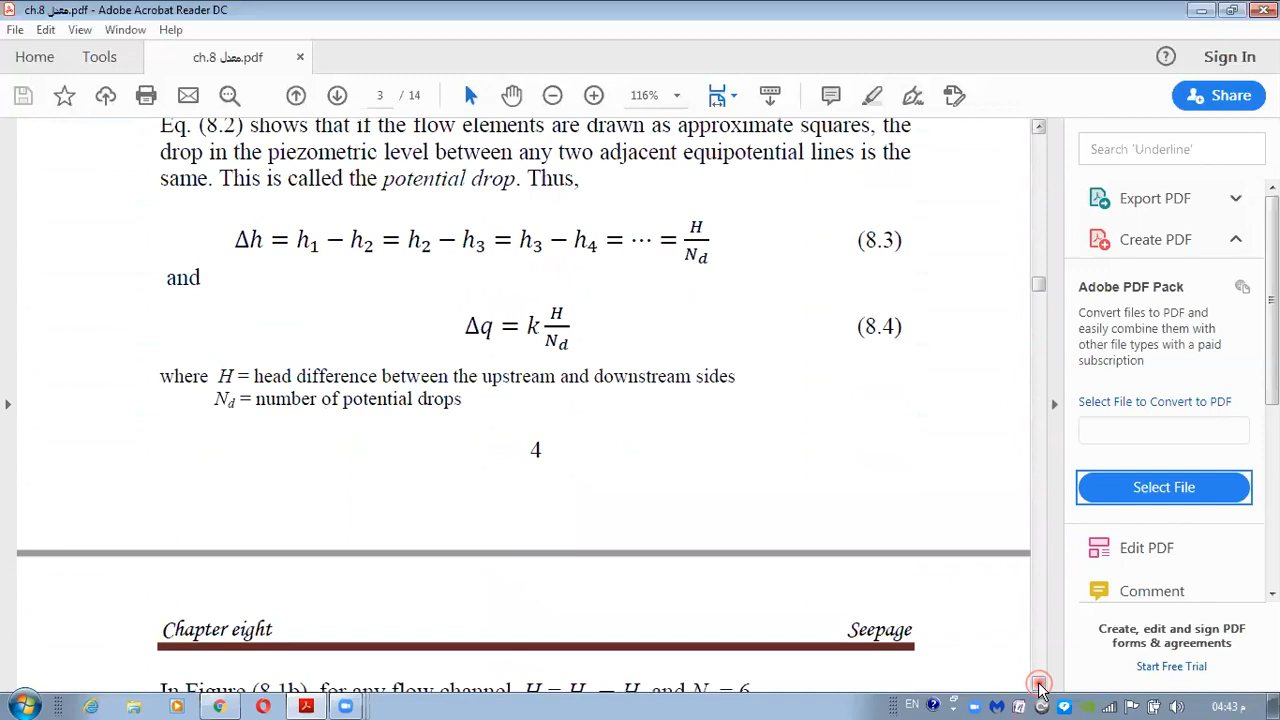 ch.8 معدل.pdf - Adobe Acrobat Reader DC
File Edit View Window Help
Home Tools ch.8 معدل.pdf × Sign In
3 / 14 116% Share
Eq. (8.2) shows that if the flow elements are drawn as approximate squares, the
drop in the piezometric level between any two adjacent equipotential lines is the
same. This is called the potential drop. Thus,
Δh = h₁ − h₂ = h₂ − h₃ = h₃ − h₄ = ⋯ = H/N_d (8.3)
and
Δq = k H/N_d (8.4)
where H = head difference between the upstream and downstream sides
N_d = number of potential drops
4
Chapter eight Seepage
Search 'Underline'
Export PDF
Create PDF
Adobe PDF Pack
Convert files to PDF and
easily combine them with
other file types with a paid
subscription
Select File to Convert to PDF
Select File
Edit PDF
Comment
Create, edit and sign PDF
forms & agreements
Start Free Trial
EN 04:43 م